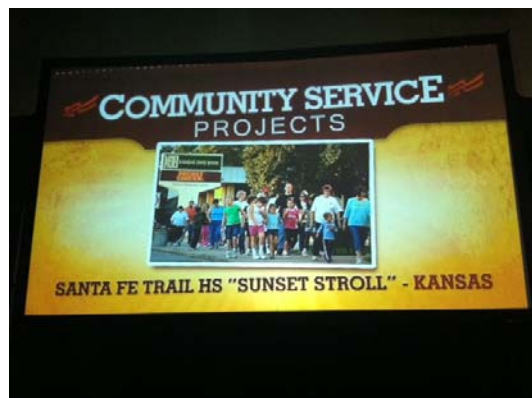 COMMUNITY SERVICE
PROJECTS
SANTA FE TRAIL HS "SUNSET STROLL" - KANSAS